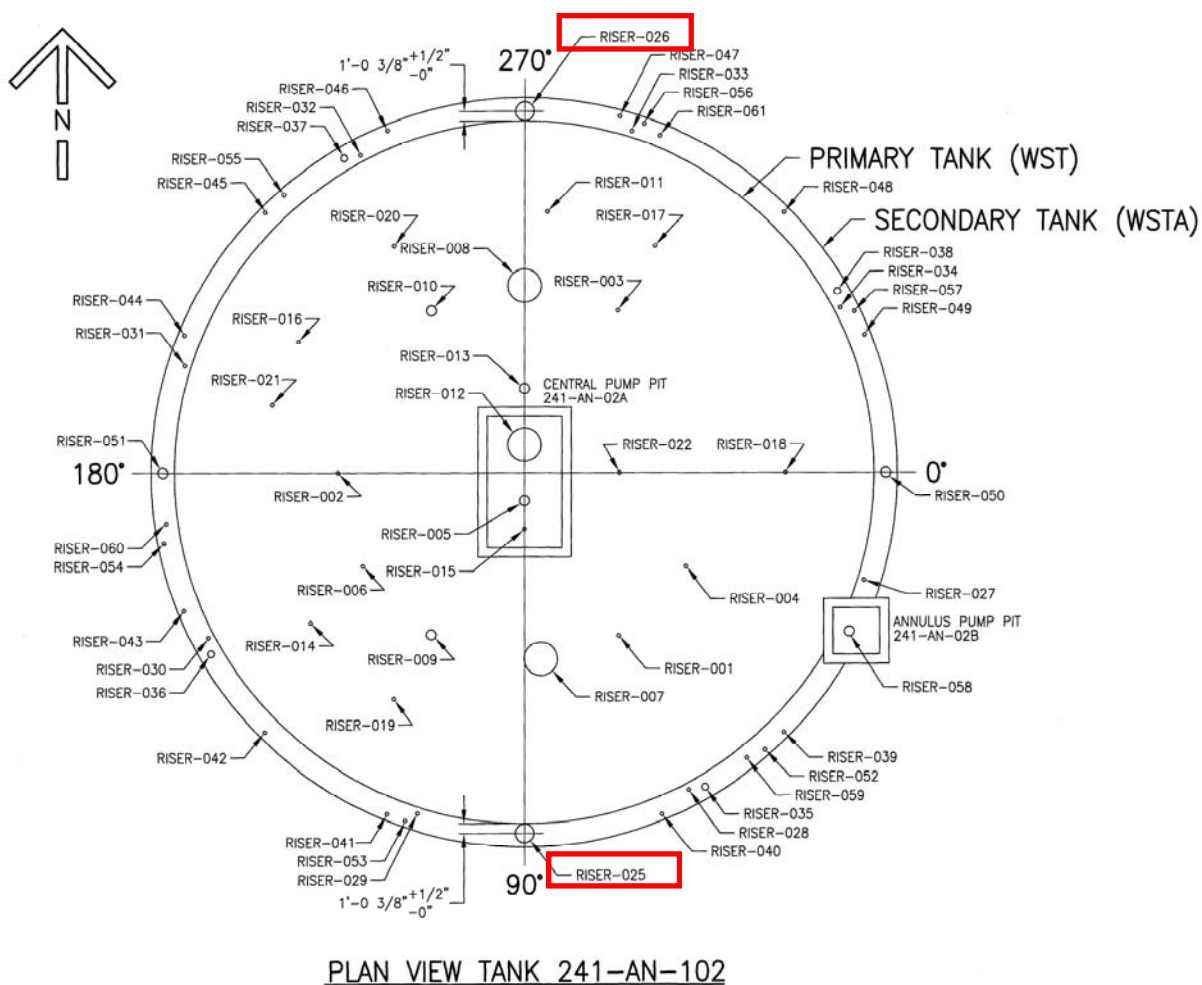 RISER-026
1'-0 3/8" +1/2"
-0"
270°
RISER-047
RISER-033
RISER-056
RISER-061
RISER-046
RISER-032
RISER-037
N
PRIMARY TANK (WST)
RISER-055
RISER-045
RISER-011
RISER-048
RISER-020
RISER-017
SECONDARY TANK (WSTA)
RISER-008
RISER-038
RISER-034
RISER-010
RISER-003
RISER-057
RISER-044
RISER-049
RISER-016
RISER-031
RISER-013
RISER-021
CENTRAL PUMP PIT
241-AN-02A
RISER-012
RISER-051
RISER-022
RISER-018
180°
0°
RISER-002
RISER-050
RISER-005
RISER-060
RISER-054
RISER-015
RISER-006
RISER-004
RISER-027
RISER-043
ANNULUS PUMP PIT
241-AN-02B
RISER-014
RISER-009
RISER-001
RISER-030
RISER-036
RISER-007
RISER-058
RISER-019
RISER-042
RISER-039
RISER-052
RISER-059
RISER-035
RISER-041
RISER-028
RISER-053
RISER-040
RISER-029
RISER-025
90°
1'-0 3/8" +1/2"
-0"
PLAN VIEW TANK 241-AN-102